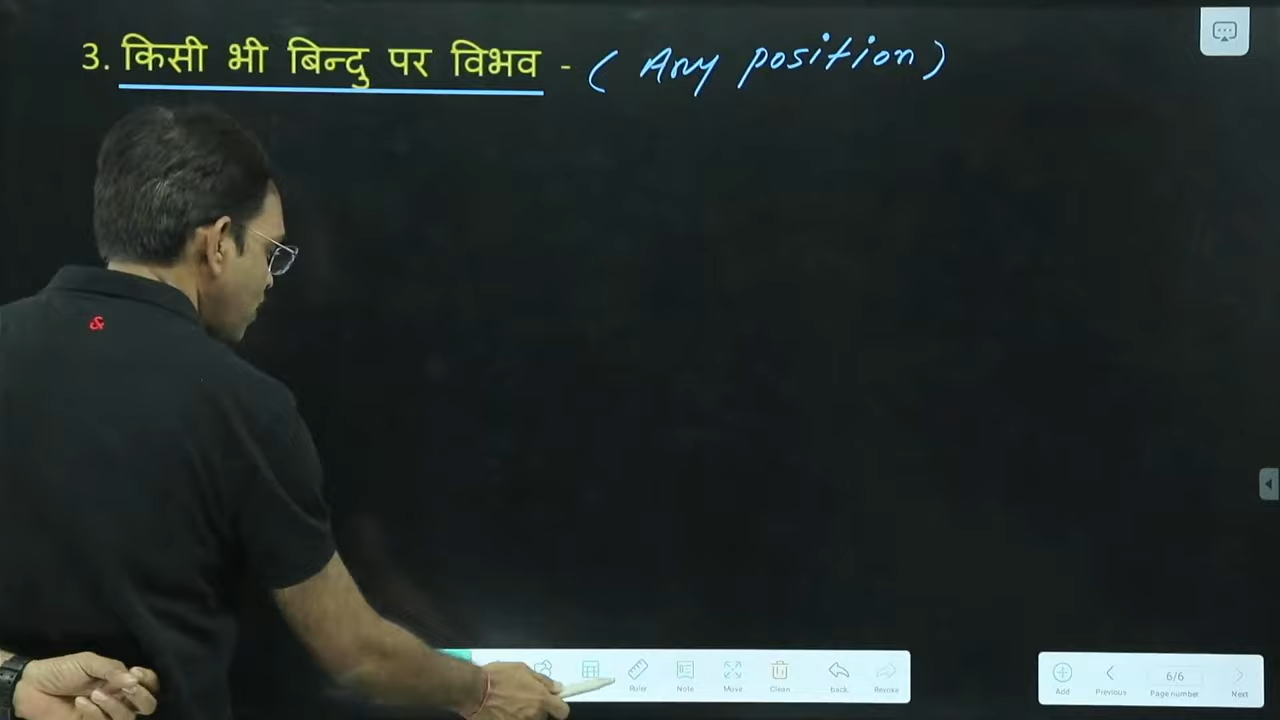 3. किसी भी बिन्दु पर विभव - ( Any position )
&
Ruler Note Move Clean back Revoke
Add Previous 6/6 Page number Next